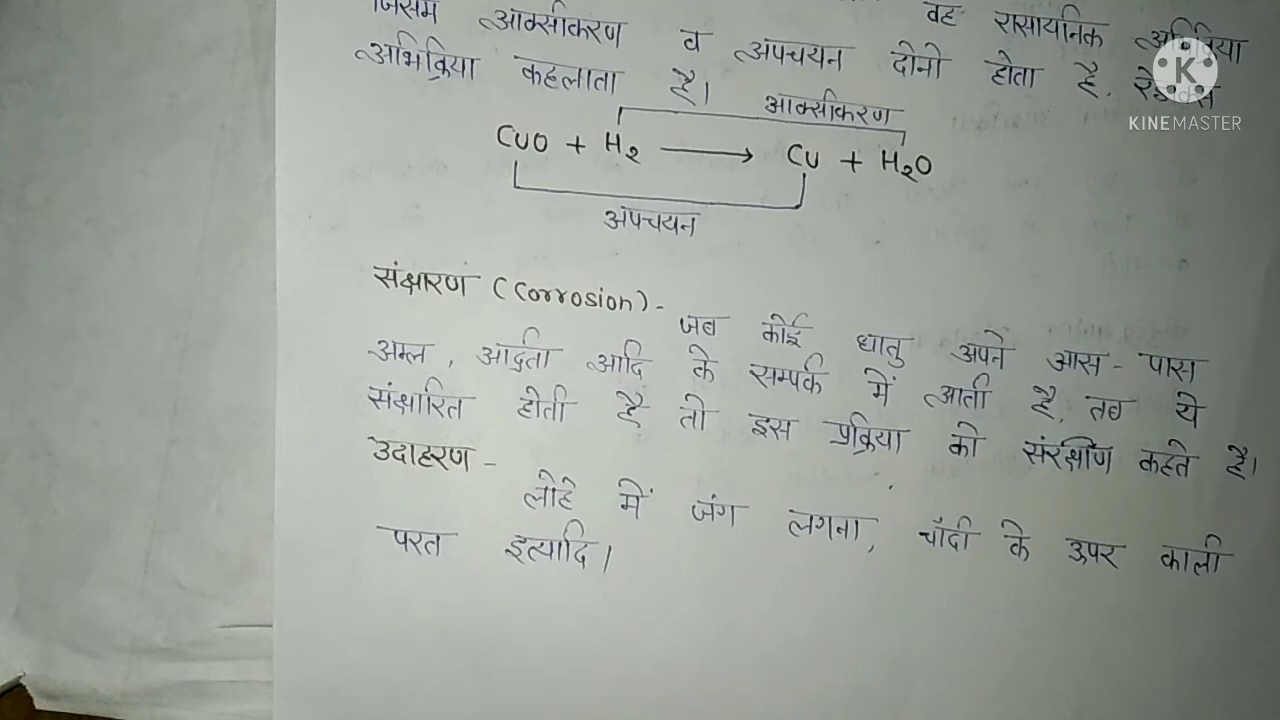 वह रासायनिक
जिसमे आक्सीकरण व अपचयन दोनो होता है,
अभिक्रिया कहलाता है।
आक्सीकरण
CuO + H₂ ⟶ Cu + H₂O
अपचयन
संक्षारण (Corrosion) -
जब कोई धातु अपने आस - पास
अम्ल, आर्द्रता आदि के सम्पर्क में आती है, तब ये
संक्षारित होती है तो इस प्रक्रिया को संरक्षण कहते है।
उदाहरण -
लोहे में जंग लगना, चाँदी के ऊपर काली
परत इत्यादि।
KINEMASTER